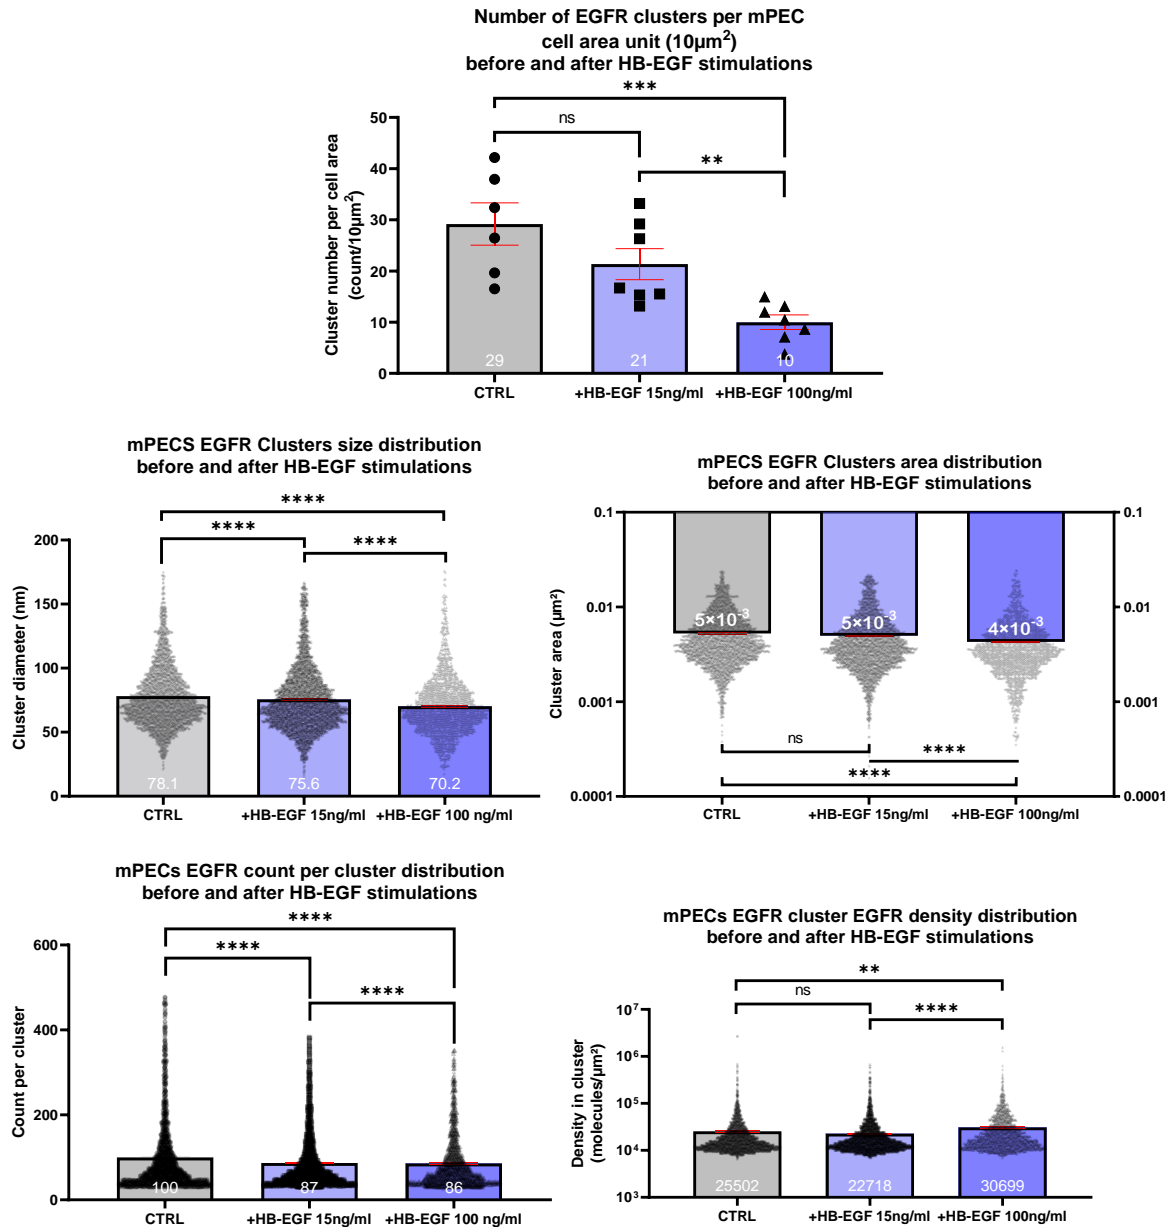 Number of EGFR clusters per mPEC
cell area unit (10µm²)
before and after HB-EGF stimulations
***
ns
**
Cluster number per cell area
(count/10µm²)
50
40
30
20
10
0
29
21
10
CTRL
+HB-EGF 15ng/ml
+HB-EGF 100ng/ml
mPECS EGFR Clusters size distribution
before and after HB-EGF stimulations
****
****
****
Cluster diameter (nm)
200
150
100
50
0
78.1
75.6
70.2
CTRL
+HB-EGF 15ng/ml
+HB-EGF 100 ng/ml
mPECS EGFR Clusters area distribution
before and after HB-EGF stimulations
Cluster area (µm²)
0.1
0.01
0.001
0.0001
0.1
0.01
0.001
0.0001
5×10⁻³
5×10⁻³
4×10⁻³
ns
****
****
CTRL
+HB-EGF 15ng/ml
+HB-EGF 100ng/ml
mPECs EGFR count per cluster distribution
before and after HB-EGF stimulations
****
****
****
Count per cluster
600
400
200
0
100
87
86
CTRL
+HB-EGF 15ng/ml
+HB-EGF 100 ng/ml
mPECs EGFR cluster EGFR density distribution
before and after HB-EGF stimulations
**
ns
****
Density in cluster
(molecules/µm²)
10⁷
10⁶
10⁵
10⁴
10³
25502
22718
30699
CTRL
+HB-EGF 15ng/ml
+HB-EGF 100ng/ml